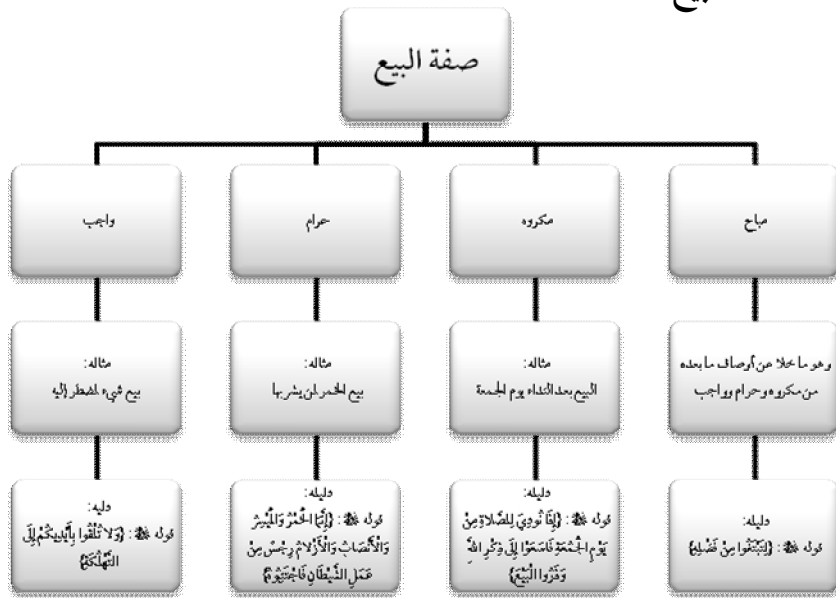 صفة البيع
مباح
مكروه
حرام
واجب
وهو ما خلا عن أوصاف ما بعده
من مكروه وحرام وواجب
مثاله:
البيع بعد النداء يوم الجمعة
مثاله:
بيع الخمر لمن يشربها
مثاله:
بيع شيء لمضطر إليه
دليله:
قوله ﷻ: {لِتَبْتَغُوا مِنْ فَضْلِهِ}
دليله:
قوله ﷻ: {إِذَا نُودِيَ لِلصَّلَاةِ مِنْ
يَوْمِ الْجُمُعَةِ فَاسْعَوْا إِلَى ذِكْرِ اللَّهِ
وَذَرُوا الْبَيْعَ}
دليله:
قوله ﷻ: {إِنَّمَا الْخَمْرُ وَالْمَيْسِرُ
وَالْأَنْصَابُ وَالْأَزْلَامُ رِجْسٌ مِنْ
عَمَلِ الشَّيْطَانِ فَاجْتَنِبُوهُ}
دليه:
قوله ﷻ: {وَلَا تُلْقُوا بِأَيْدِيكُمْ إِلَى
التَّهْلُكَةِ}